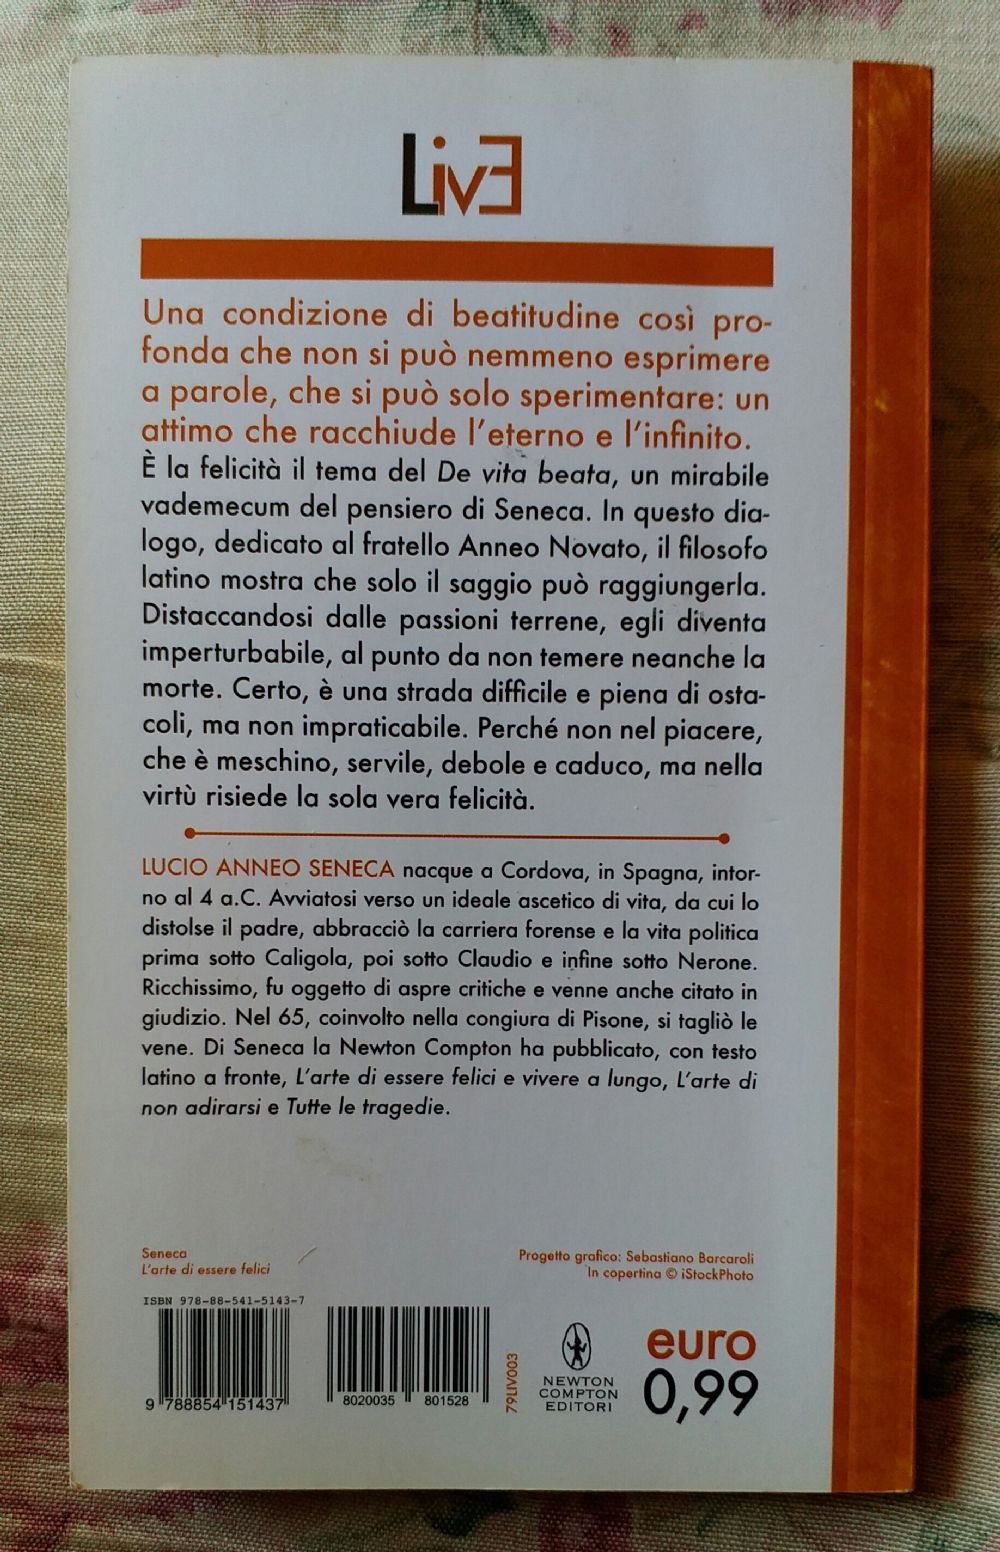 LivE
Una condizione di beatitudine così pro-
fonda che non si può nemmeno esprimere
a parole, che si può solo sperimentare: un
attimo che racchiude l'eterno e l'infinito.
È la felicità il tema del De vita beata, un mirabile
vademecum del pensiero di Seneca. In questo dia-
logo, dedicato al fratello Anneo Novato, il filosofo
latino mostra che solo il saggio può raggiungerla.
Distaccandosi dalle passioni terrene, egli diventa
imperturbabile, al punto da non temere neanche la
morte. Certo, è una strada difficile e piena di osta-
coli, ma non impraticabile. Perché non nel piacere,
che è meschino, servile, debole e caduco, ma nella
virtù risiede la sola vera felicità.
LUCIO ANNEO SENECA nacque a Cordova, in Spagna, intor-
no al 4 a.C. Avviatosi verso un ideale ascetico di vita, da cui lo
distolse il padre, abbracciò la carriera forense e la vita politica
prima sotto Caligola, poi sotto Claudio e infine sotto Nerone.
Ricchissimo, fu oggetto di aspre critiche e venne anche citato in
giudizio. Nel 65, coinvolto nella congiura di Pisone, si tagliò le
vene. Di Seneca la Newton Compton ha pubblicato, con testo
latino a fronte, L'arte di essere felici e vivere a lungo, L'arte di
non adirarsi e Tutte le tragedie.
Seneca
L'arte di essere felici
Progetto grafico: Sebastiano Barcaroli
In copertina © iStockPhoto
ISBN 978-88-541-5143-7
9 788854 151437
8020035 801528
79LIV003
NEWTON
COMPTON
EDITORI
euro
0,99